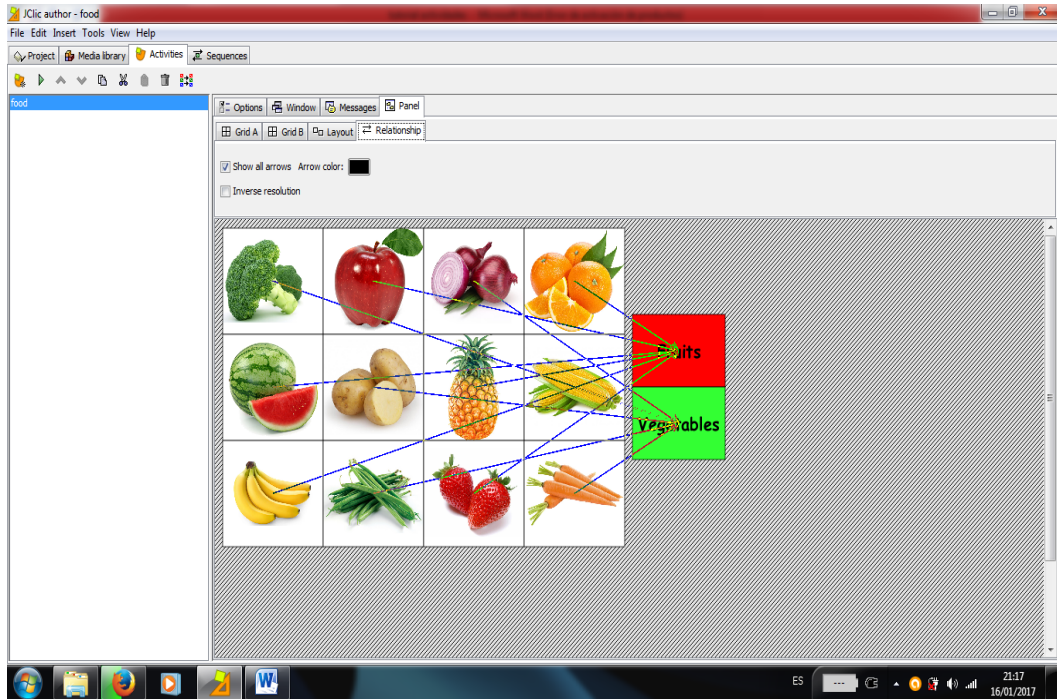 JClic author - food
File Edit Insert Tools View Help
Project Media library Activities Sequences
food
Options Window Messages Panel
Grid A Grid B Layout Relationship
Show all arrows Arrow color:
Inverse resolution
Fruits
Vegetables
ES
21:17
16/01/2017